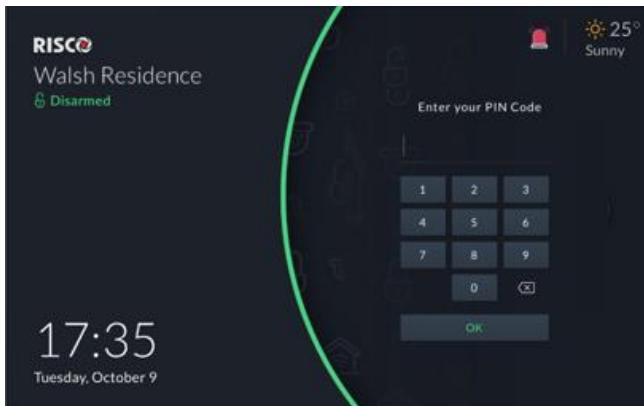 RISCO
Walsh Residence
Disarmed
17:35
Tuesday, October 9
25°
Sunny
Enter your PIN Code
1 2 3
4 5 6
7 8 9
0
OK